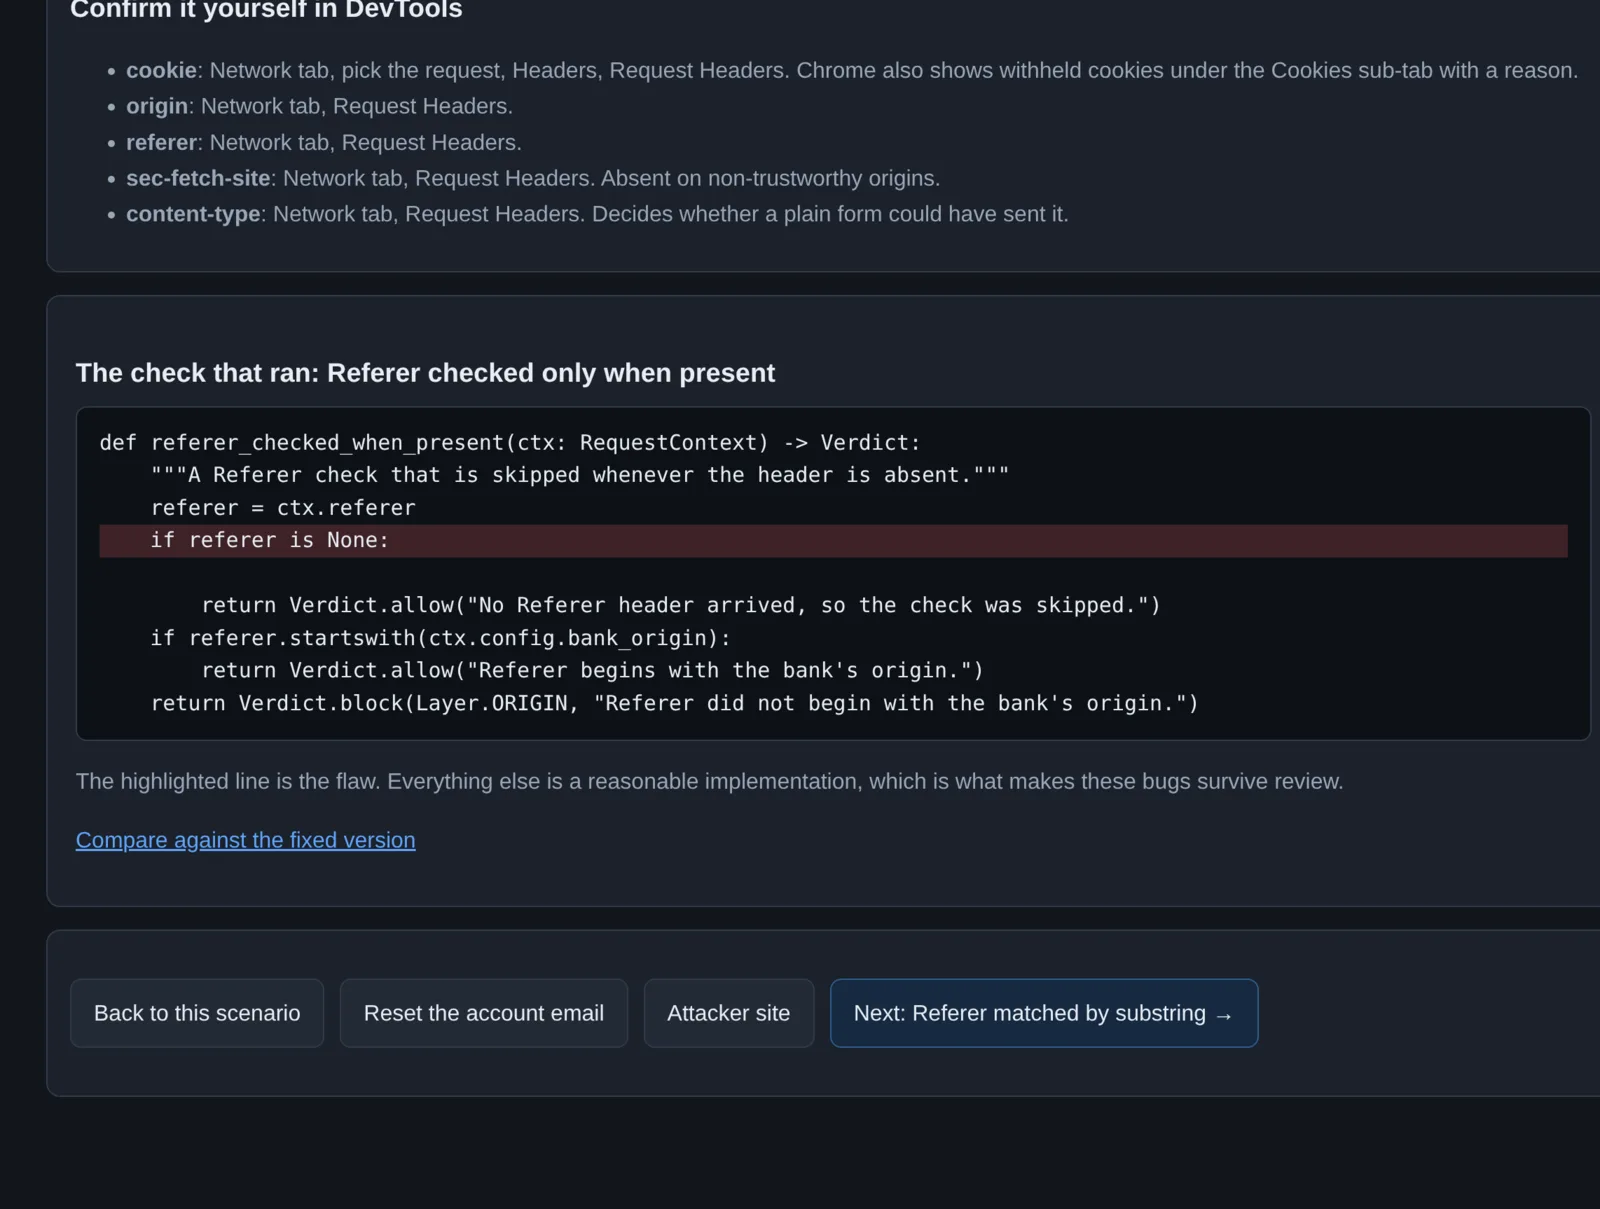 Confirm it yourself in DevTools
• cookie: Network tab, pick the request, Headers, Request Headers. Chrome also shows withheld cookies under the Cookies sub-tab with a reason.
• origin: Network tab, Request Headers.
• referer: Network tab, Request Headers.
• sec-fetch-site: Network tab, Request Headers. Absent on non-trustworthy origins.
• content-type: Network tab, Request Headers. Decides whether a plain form could have sent it.
The check that ran: Referer checked only when present
def referer_checked_when_present(ctx: RequestContext) -> Verdict:
    """A Referer check that is skipped whenever the header is absent."""
    referer = ctx.referer
    if referer is None:
        return Verdict.allow("No Referer header arrived, so the check was skipped.")
    if referer.startswith(ctx.config.bank_origin):
        return Verdict.allow("Referer begins with the bank's origin.")
    return Verdict.block(Layer.ORIGIN, "Referer did not begin with the bank's origin.")
The highlighted line is the flaw. Everything else is a reasonable implementation, which is what makes these bugs survive review.
Compare against the fixed version
Back to this scenario
Reset the account email
Attacker site
Next: Referer matched by substring →